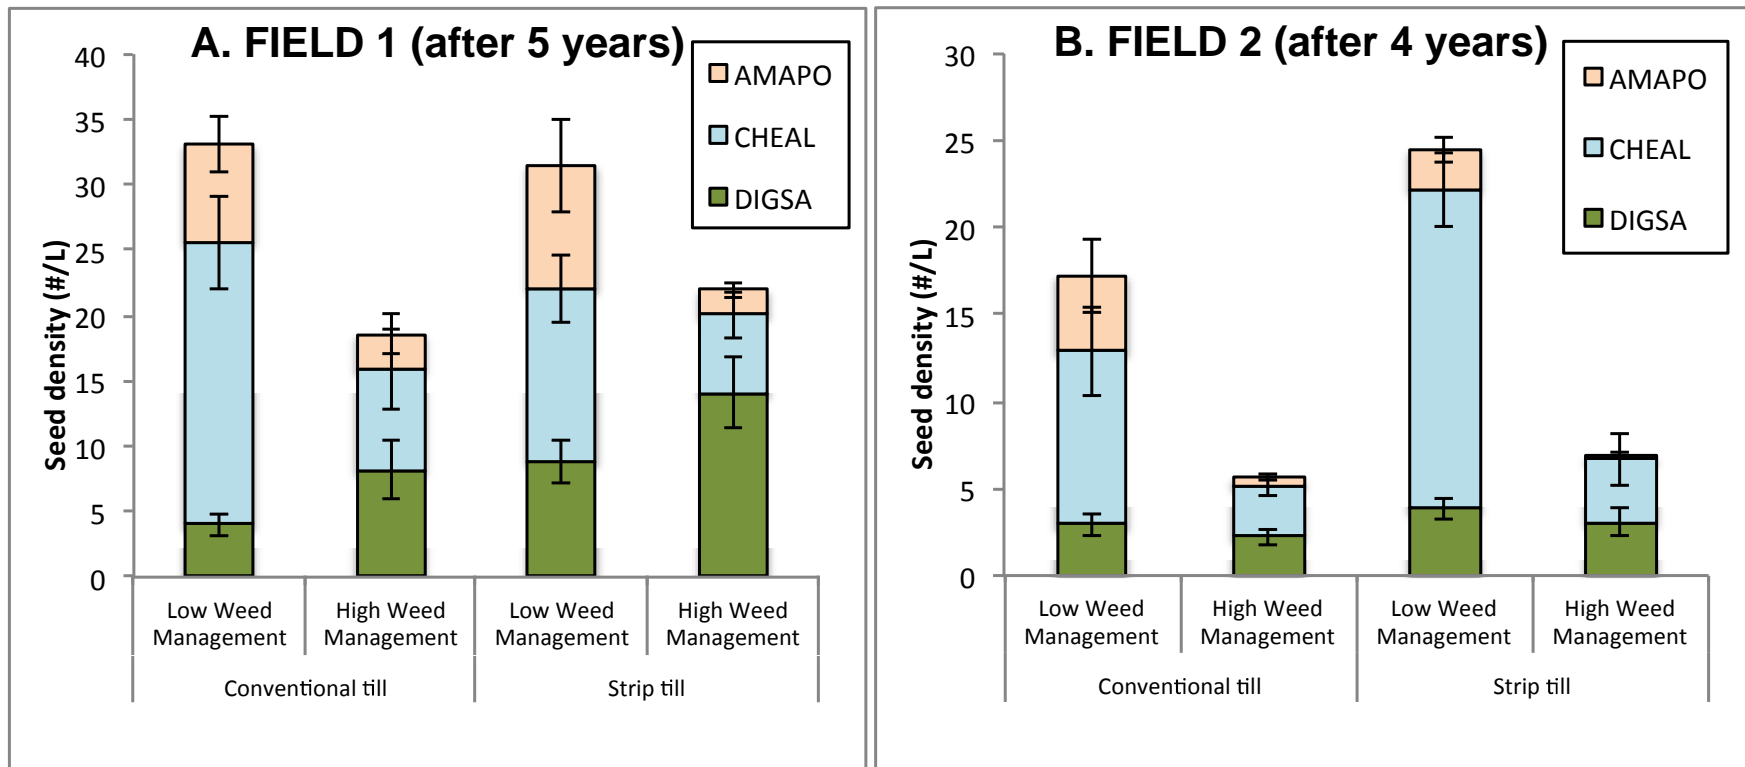 A. FIELD 1 (after 5 years)
AMAPO
CHEAL
DIGSA
Seed density (#/L)
40
35
30
25
20
15
10
5
0
Low Weed
Management
High Weed
Management
Low Weed
Management
High Weed
Management
Conventional till
Strip till
B. FIELD 2 (after 4 years)
AMAPO
CHEAL
DIGSA
Seed density (#/L)
30
25
20
15
10
5
0
Low Weed
Management
High Weed
Management
Low Weed
Management
High Weed
Management
Conventional till
Strip till